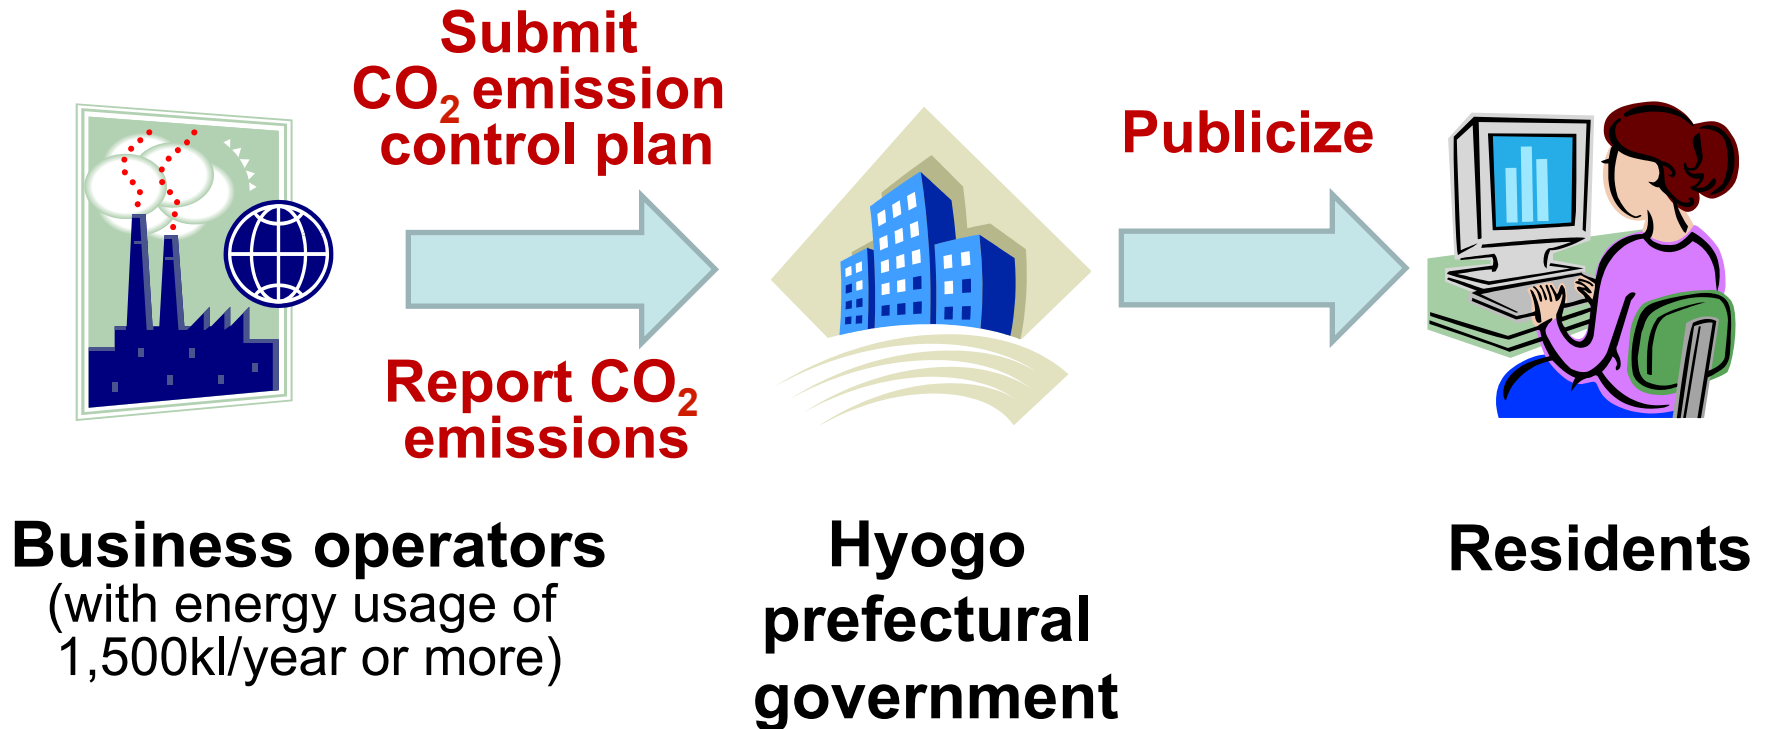 Submit
CO₂ emission
control plan
Publicize
Report CO₂
emissions
Business operators
(with energy usage of
1,500kl/year or more)
Hyogo
prefectural
government
Residents